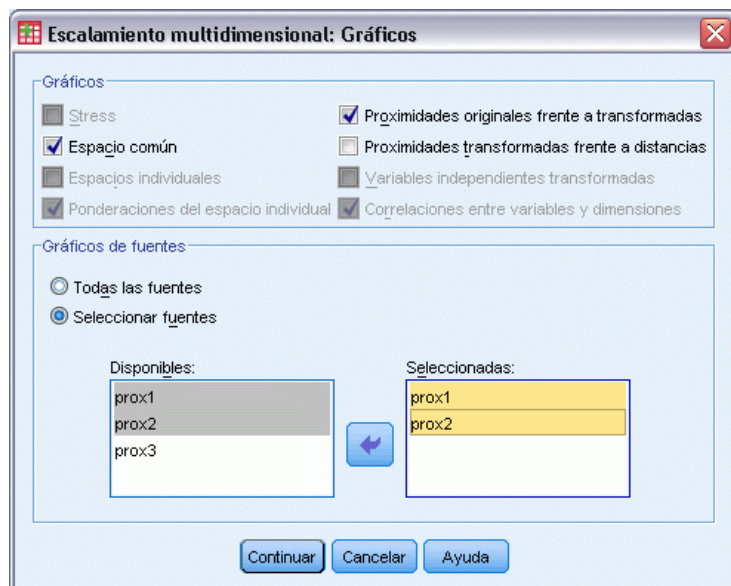 Escalamiento multidimensional: Gráficos
Gráficos
Stress
Proximidades originales frente a transformadas
Espacio común
Proximidades transformadas frente a distancias
Espacios individuales
Variables independientes transformadas
Ponderaciones del espacio individual
Correlaciones entre variables y dimensiones
Gráficos de fuentes
Todas las fuentes
Seleccionar fuentes
Disponibles:
prox1
prox2
prox3
Seleccionadas:
prox1
prox2
Continuar
Cancelar
Ayuda